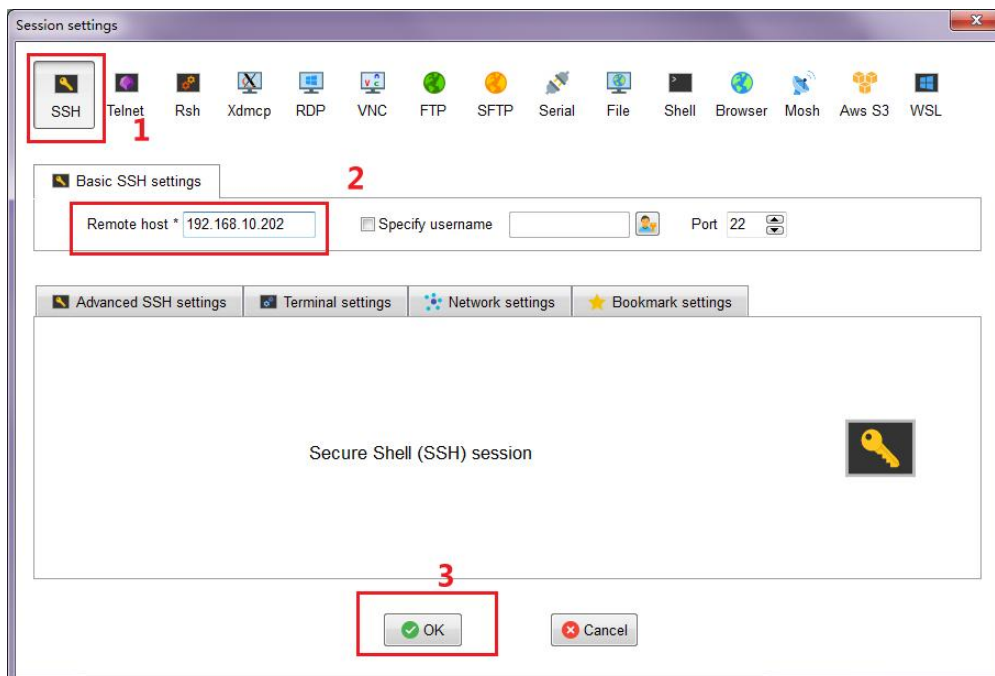 Session settings
SSH Telnet Rsh Xdmcp RDP VNC FTP SFTP Serial File Shell Browser Mosh Aws S3 WSL
1
Basic SSH settings
2
Remote host * 192.168.10.202 Specify username Port 22
Advanced SSH settings Terminal settings Network settings Bookmark settings
Secure Shell (SSH) session
3
OK Cancel